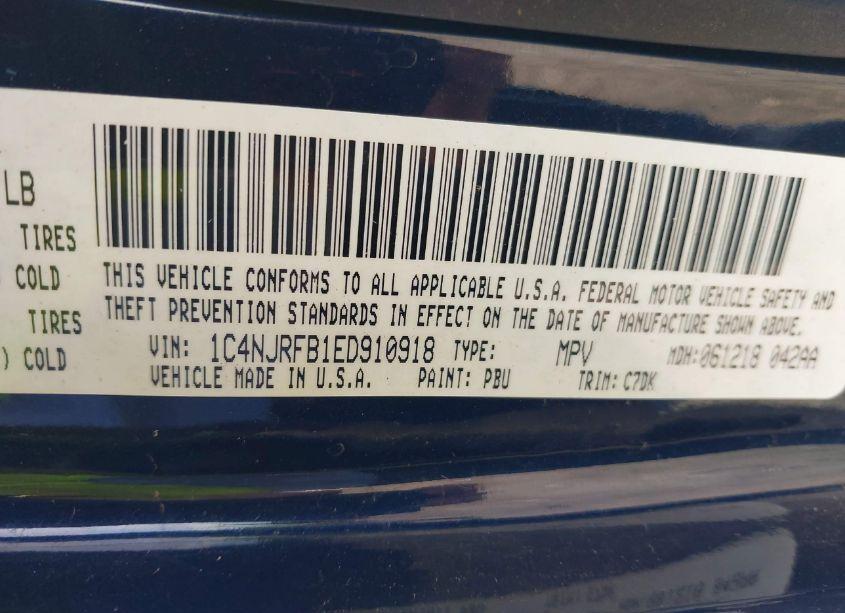 LB
TIRES
COLD
TIRES
) COLD
THIS VEHICLE CONFORMS TO ALL APPLICABLE U.S.A. FEDERAL MOTOR VEHICLE SAFETY AND
THEFT PREVENTION STANDARDS IN EFFECT ON THE DATE OF MANUFACTURE SHOWN ABOVE.
VIN: 1C4NJRFB1ED910918 TYPE: MPV MDH:061218 042AA
VEHICLE MADE IN U.S.A. PAINT: PBU TRIM: C7DK